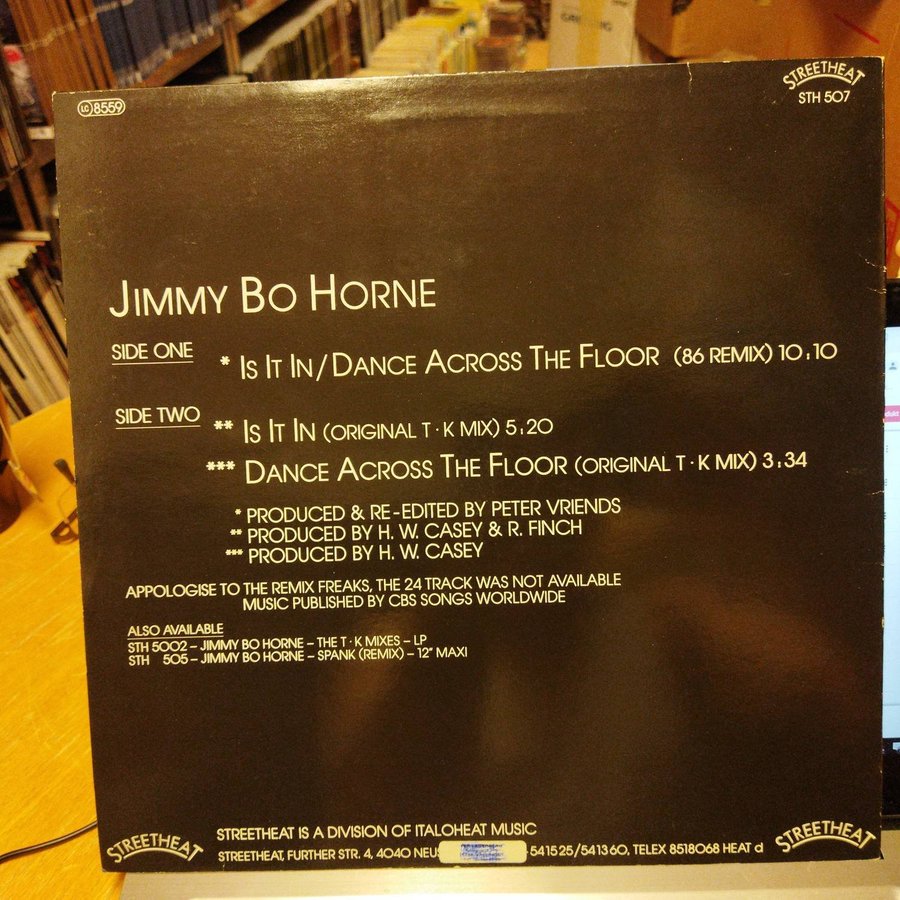 LC 8559
STREETHEAT
STH 507
JIMMY BO HORNE
SIDE ONE
* IS IT IN/DANCE ACROSS THE FLOOR (86 REMIX) 10:10
SIDE TWO
** IS IT IN (ORIGINAL T·K MIX) 5:20
*** DANCE ACROSS THE FLOOR (ORIGINAL T·K MIX) 3:34
* PRODUCED & RE-EDITED BY PETER VRIENDS
** PRODUCED BY H. W. CASEY & R. FINCH
*** PRODUCED BY H. W. CASEY
APPOLOGISE TO THE REMIX FREAKS, THE 24 TRACK WAS NOT AVAILABLE
MUSIC PUBLISHED BY CBS SONGS WORLDWIDE
ALSO AVAILABLE
STH 5002 – JIMMY BO HORNE – THE T·K MIXES – LP
STH 505 – JIMMY BO HORNE – SPANK (REMIX) – 12" MAXI
STREETHEAT
STREETHEAT IS A DIVISION OF ITALOHEAT MUSIC
STREETHEAT, FURTHER STR. 4, 4040 NEUS 541525/541360, TELEX 8518068 HEAT d
STREETHEAT